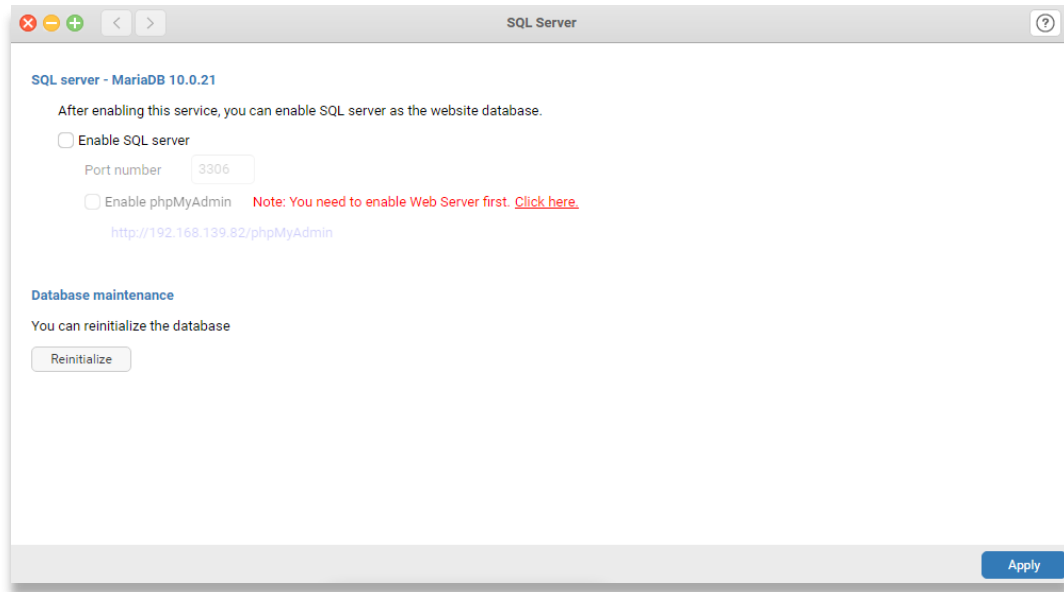 SQL Server
?
SQL server - MariaDB 10.0.21
After enabling this service, you can enable SQL server as the website database.
Enable SQL server
Port number 3306
Enable phpMyAdmin Note: You need to enable Web Server first. Click here.
http://192.168.139.82/phpMyAdmin
Database maintenance
You can reinitialize the database
Reinitialize
Apply